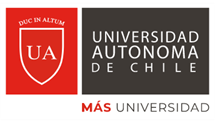 DUC IN ALTUM
UA
UNIVERSIDAD
AUTONOMA
DE CHILE
MÁS UNIVERSIDAD